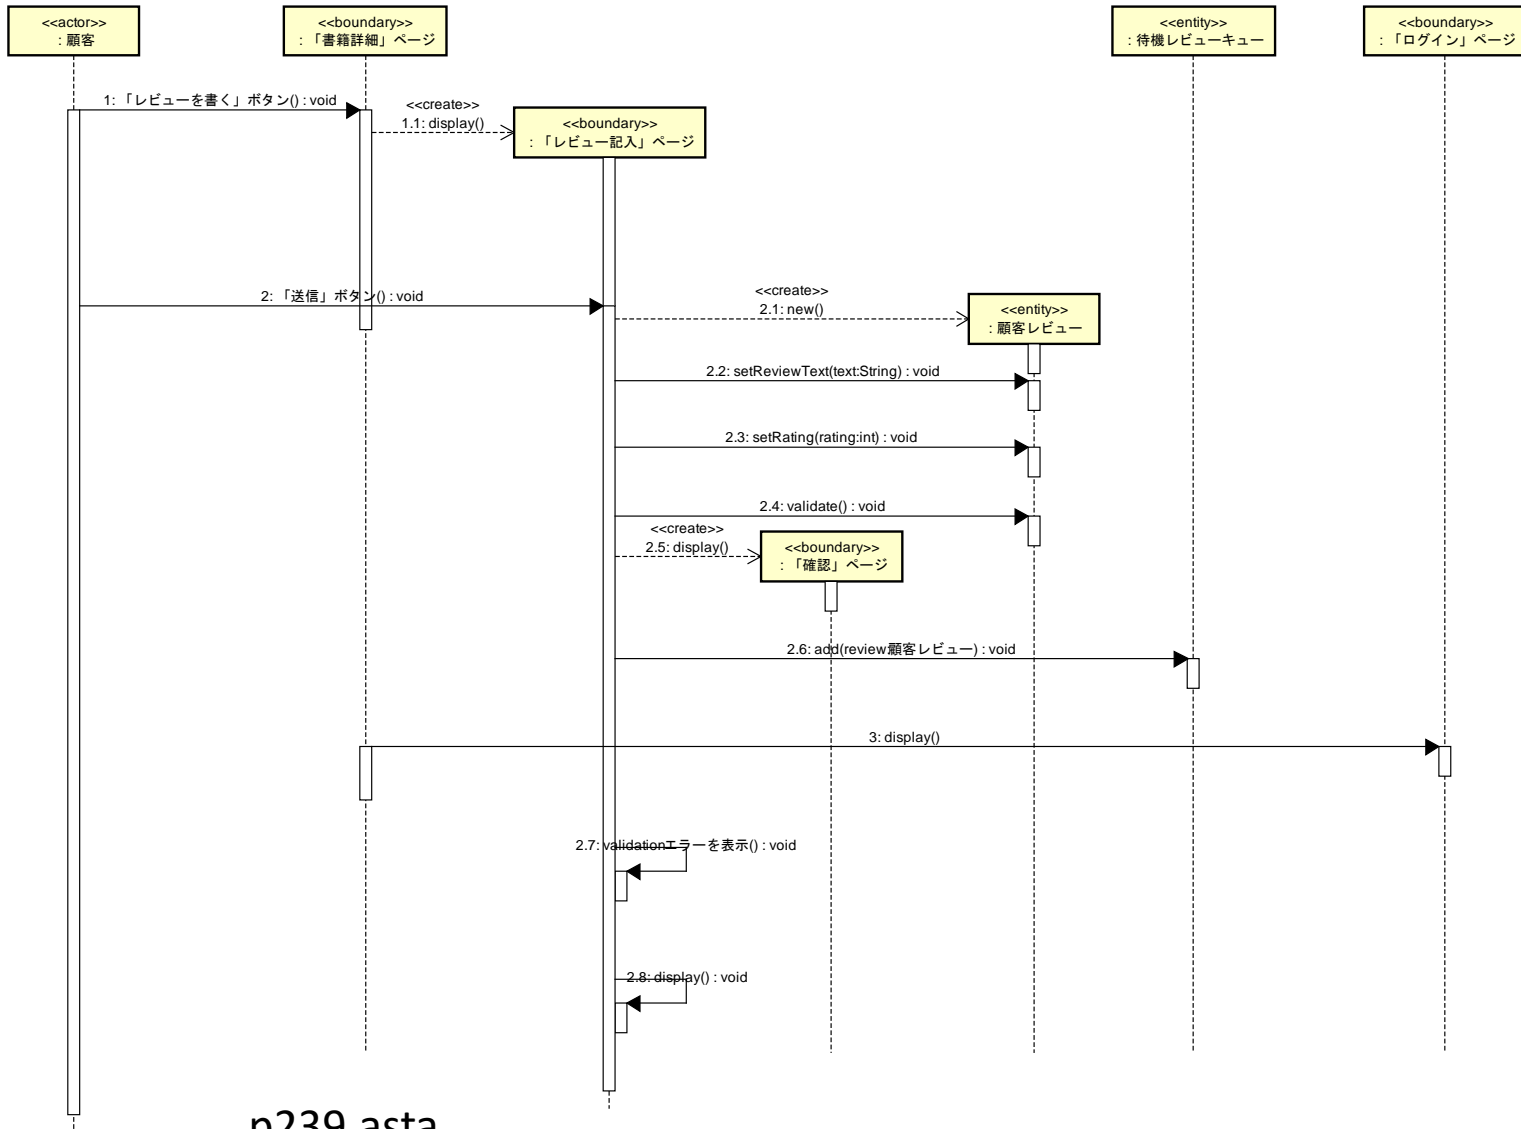 <<actor>>
: 顧客
<<boundary>>
: 「書籍詳細」ページ
<<entity>>
: 待機レビューキュー
<<boundary>>
: 「ログイン」ページ
1: 「レビューを書く」ボタン() : void
<<create>>
1.1: display()
<<boundary>>
: 「レビュー記入」ページ
2: 「送信」ボタン() : void
<<create>>
2.1: new()
<<entity>>
: 顧客レビュー
2.2: setReviewText(text:String) : void
2.3: setRating(rating:int) : void
2.4: validate() : void
<<create>>
2.5: display()
<<boundary>>
: 「確認」ページ
2.6: add(review:顧客レビュー) : void
3: display()
2.7: validationエラーを表示() : void
2.8: display() : void
p239.asta